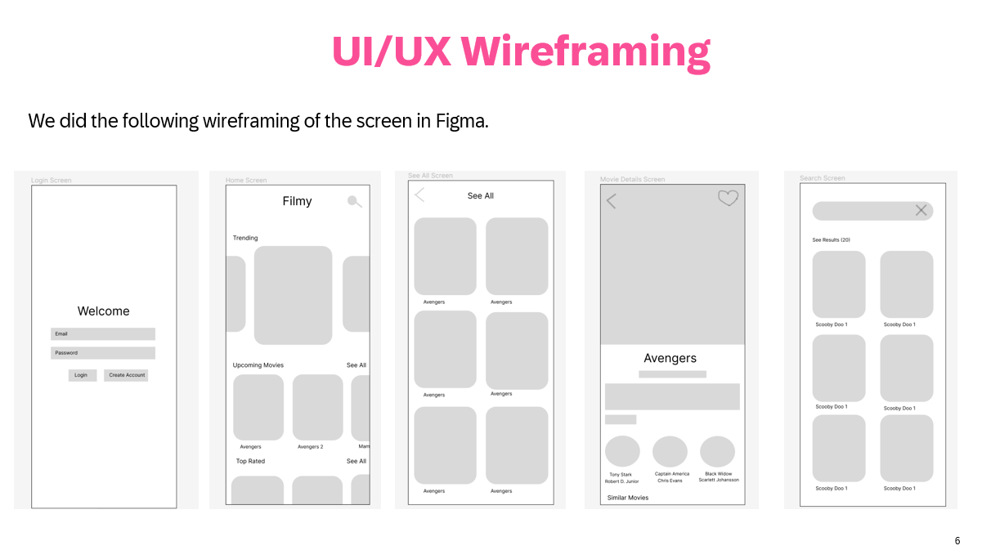 UI/UX Wireframing
We did the following wireframing of the screen in Figma.
Login Screen
Welcome
Email
Password
Login Create Account
Home Screen
Filmy
Trending
Upcoming Movies See All
Avengers Avengers 2 Mam
Top Rated See All
See All Screen
See All
Avengers Avengers
Avengers Avengers
Avengers Avengers
Movie Details Screen
Avengers
Tony Stark Captain America Black Widow
Robert D. Junior Chris Evans Scarlett Johansson
Similar Movies
Search Screen
See Results (20)
Scooby Doo 1 Scooby Doo 1
Scooby Doo 1 Scooby Doo 1
Scooby Doo 1 Scooby Doo 1
6